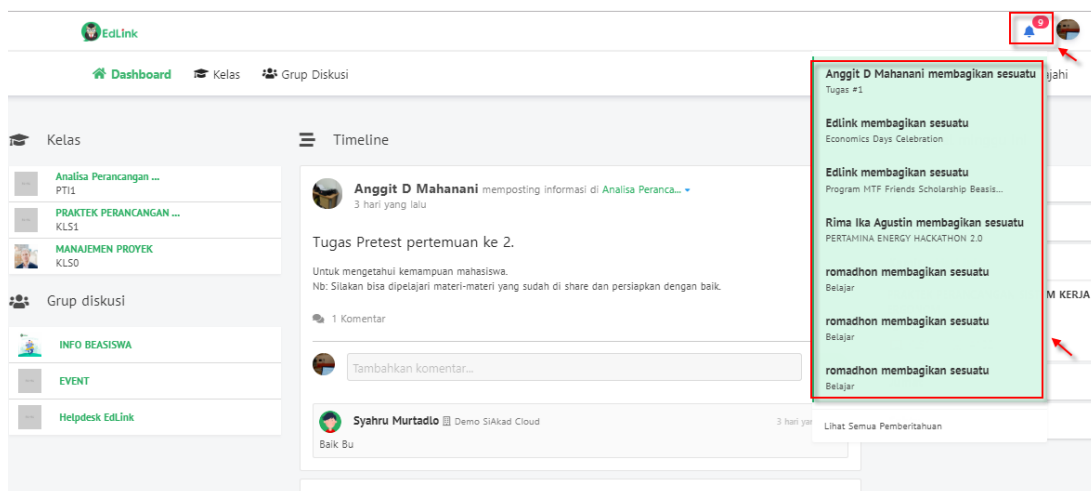 EdLink
9
Dashboard Kelas Grup Diskusi
jahi
Kelas
Analisa Perancangan ...
PTI1
PRAKTEK PERANCANGAN ...
KLS1
MANAJEMEN PROYEK
KLS0
Grup diskusi
INFO BEASISWA
EVENT
Helpdesk EdLink
Timeline
Anggit D Mahanani memposting informasi di Analisa Peranca...
3 hari yang lalu
Tugas Pretest pertemuan ke 2.
Untuk mengetahui kemampuan mahasiswa.
Nb: Silakan bisa dipelajari materi-materi yang sudah di share dan persiapkan dengan baik.
1 Komentar
Tambahkan komentar...
Syahru Murtadlo Demo SiAkad Cloud
3 hari yan
Baik Bu
Anggit D Mahanani membagikan sesuatu
Tugas #1
Edlink membagikan sesuatu
Economics Days Celebration
Edlink membagikan sesuatu
Program MTF Friends Scholarship Beasis...
Rima Ika Agustin membagikan sesuatu
PERTAMINA ENERGY HACKATHON 2.0
romadhon membagikan sesuatu
Belajar
romadhon membagikan sesuatu
Belajar
romadhon membagikan sesuatu
Belajar
Lihat Semua Pemberitahuan
M KERJA